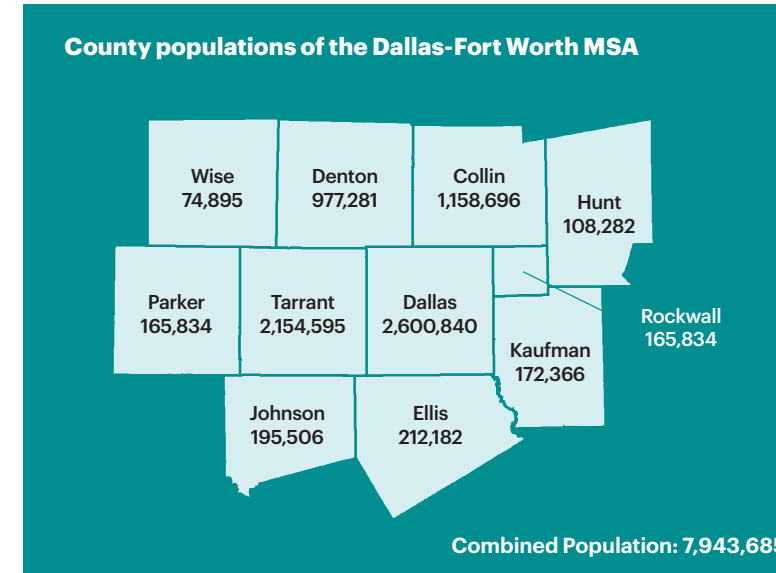 County populations of the Dallas-Fort Worth MSA
Wise
74,895
Denton
977,281
Collin
1,158,696
Hunt
108,282
Parker
165,834
Tarrant
2,154,595
Dallas
2,600,840
Rockwall
165,834
Kaufman
172,366
Johnson
195,506
Ellis
212,182
Combined Population: 7,943,685